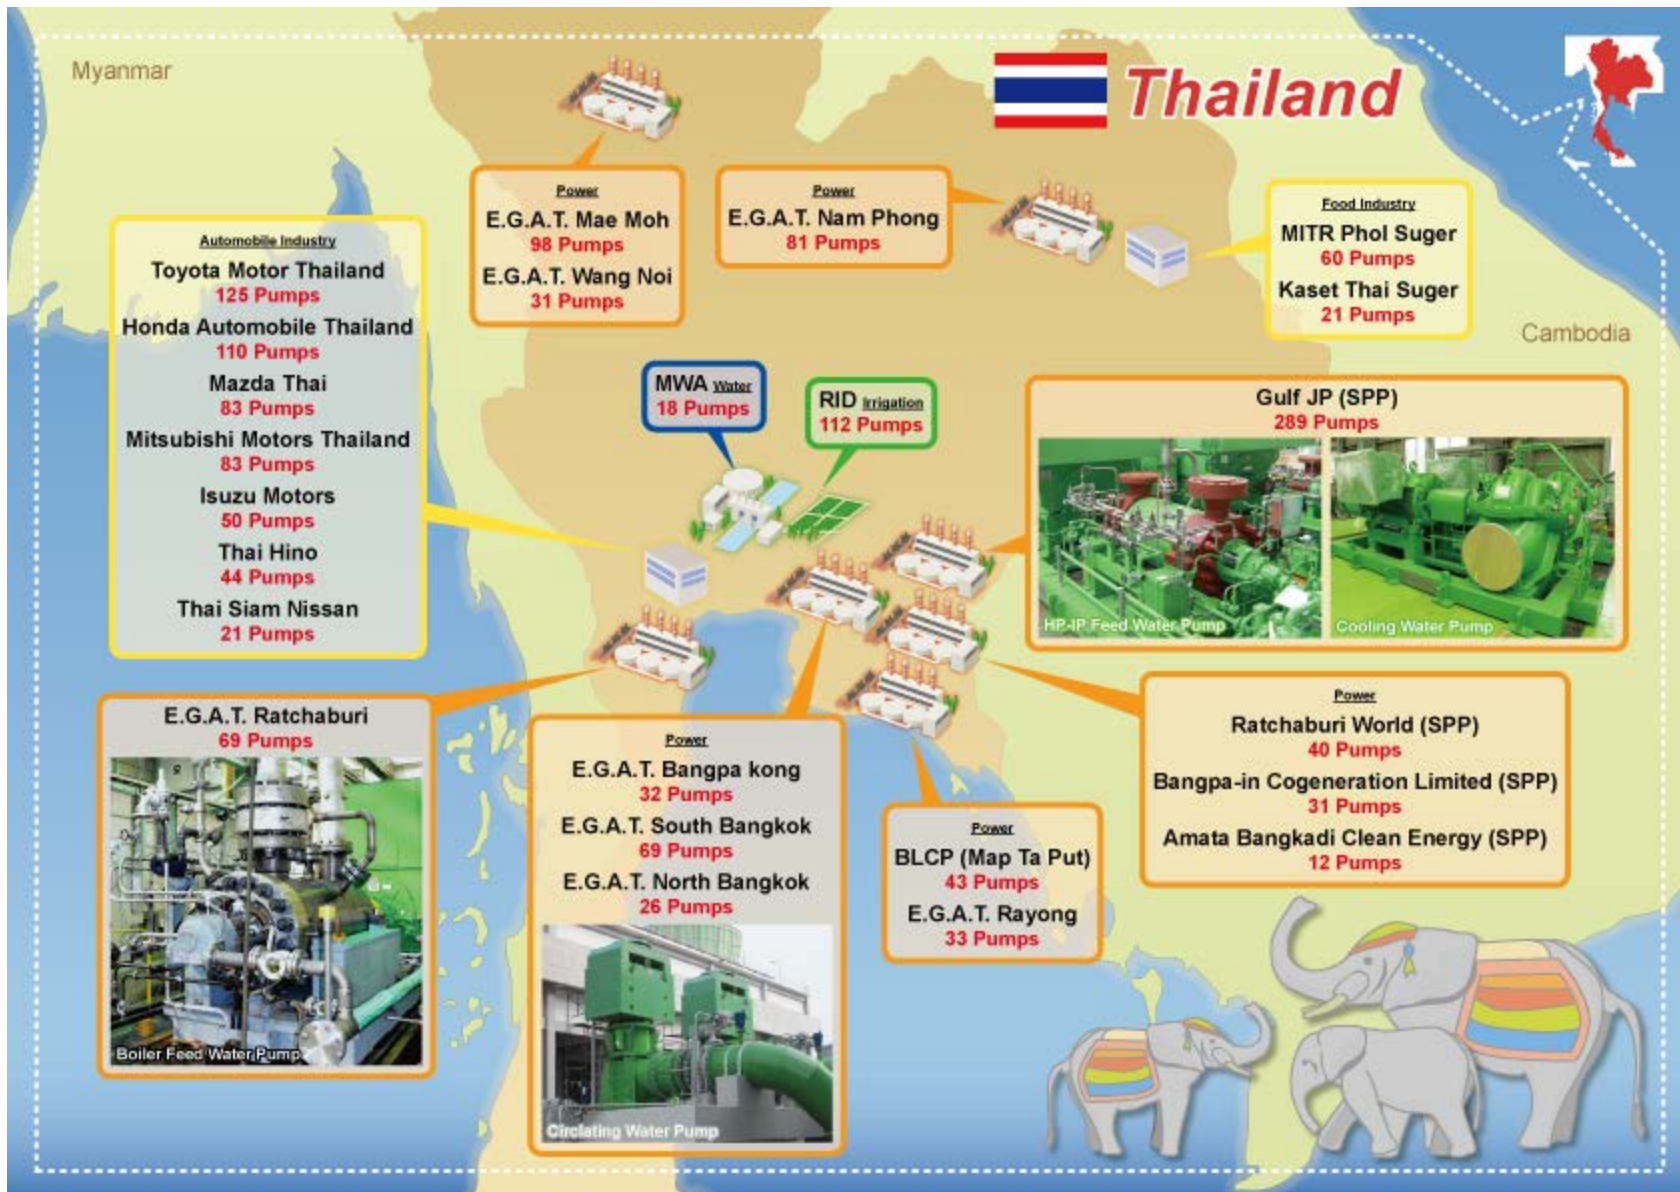 Myanmar
Thailand
Power
E.G.A.T. Mae Moh
98 Pumps
E.G.A.T. Wang Noi
31 Pumps
Power
E.G.A.T. Nam Phong
81 Pumps
Food Industry
MITR Phol Suger
60 Pumps
Kaset Thai Suger
21 Pumps
Cambodia
Automobile Industry
Toyota Motor Thailand
125 Pumps
Honda Automobile Thailand
110 Pumps
Mazda Thai
83 Pumps
Mitsubishi Motors Thailand
83 Pumps
Isuzu Motors
50 Pumps
Thai Hino
44 Pumps
Thai Siam Nissan
21 Pumps
MWA Water
18 Pumps
RID Irrigation
112 Pumps
Gulf JP (SPP)
289 Pumps
HP-IP Feed Water Pump
Cooling Water Pump
E.G.A.T. Ratchaburi
69 Pumps
Boiler Feed Water Pump
Power
E.G.A.T. Bangpa kong
32 Pumps
E.G.A.T. South Bangkok
69 Pumps
E.G.A.T. North Bangkok
26 Pumps
Circlating Water Pump
Power
BLCP (Map Ta Put)
43 Pumps
E.G.A.T. Rayong
33 Pumps
Power
Ratchaburi World (SPP)
40 Pumps
Bangpa-in Cogeneration Limited (SPP)
31 Pumps
Amata Bangkadi Clean Energy (SPP)
12 Pumps